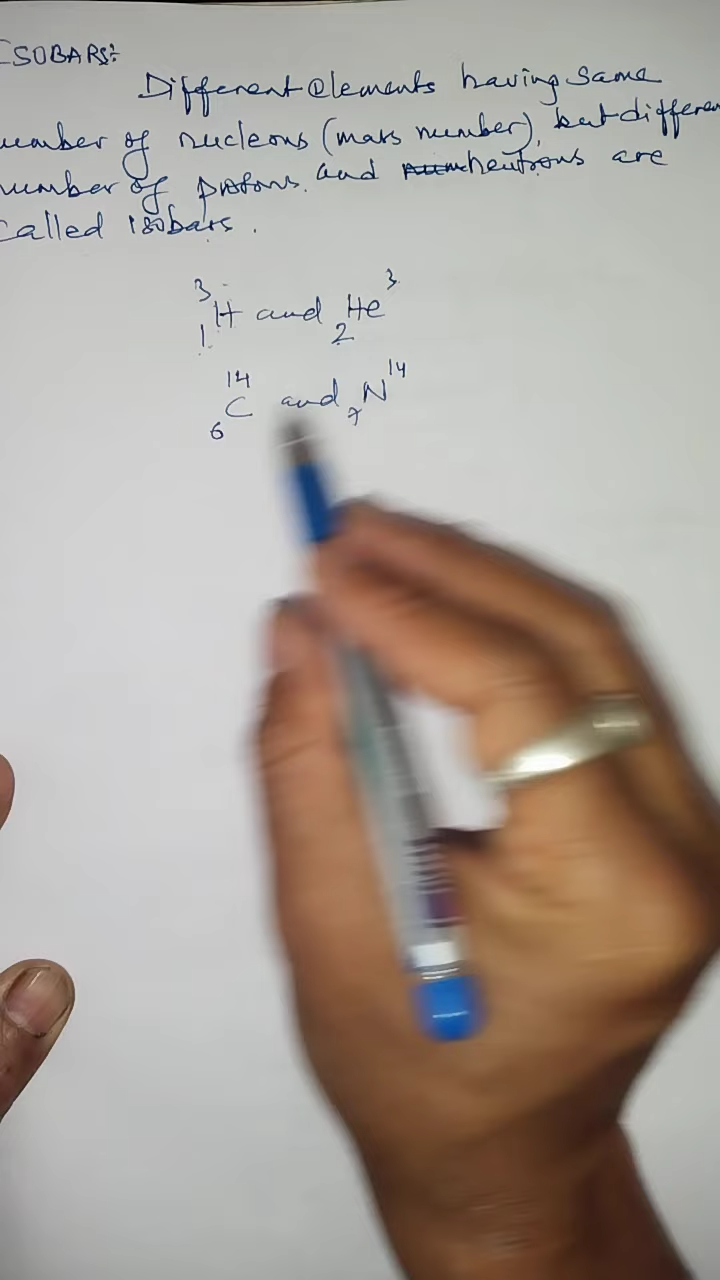 ISOBARS:-
Different elements having same
number of nucleons (mass number), but different
number of protons and neutrons are
called isobars.
³₁H and ₂He³
¹⁴₆C and ₇N¹⁴